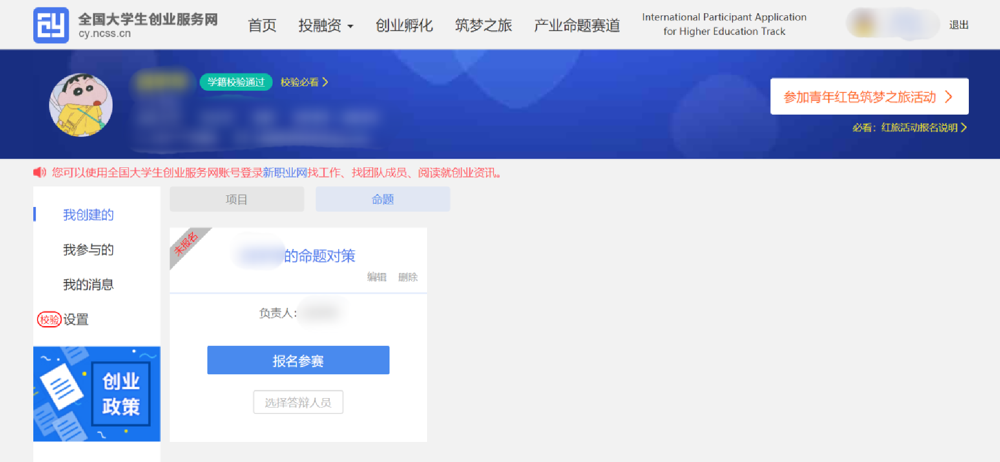 全国大学生创业服务网
cy.ncss.cn
首页 投融资 创业孵化 筑梦之旅 产业命题赛道
International Participant Application
for Higher Education Track
退出
学籍校验通过 校验必看
参加青年红色筑梦之旅活动
必看：红旅活动报名说明
您可以使用全国大学生创业服务网账号登录新职业网找工作、找团队成员、阅读就创业资讯。
我创建的
我参与的
我的消息
校验 设置
创业
政策
项目 命题
未报名
的命题对策
编辑 删除
负责人:
报名参赛
选择答辩人员